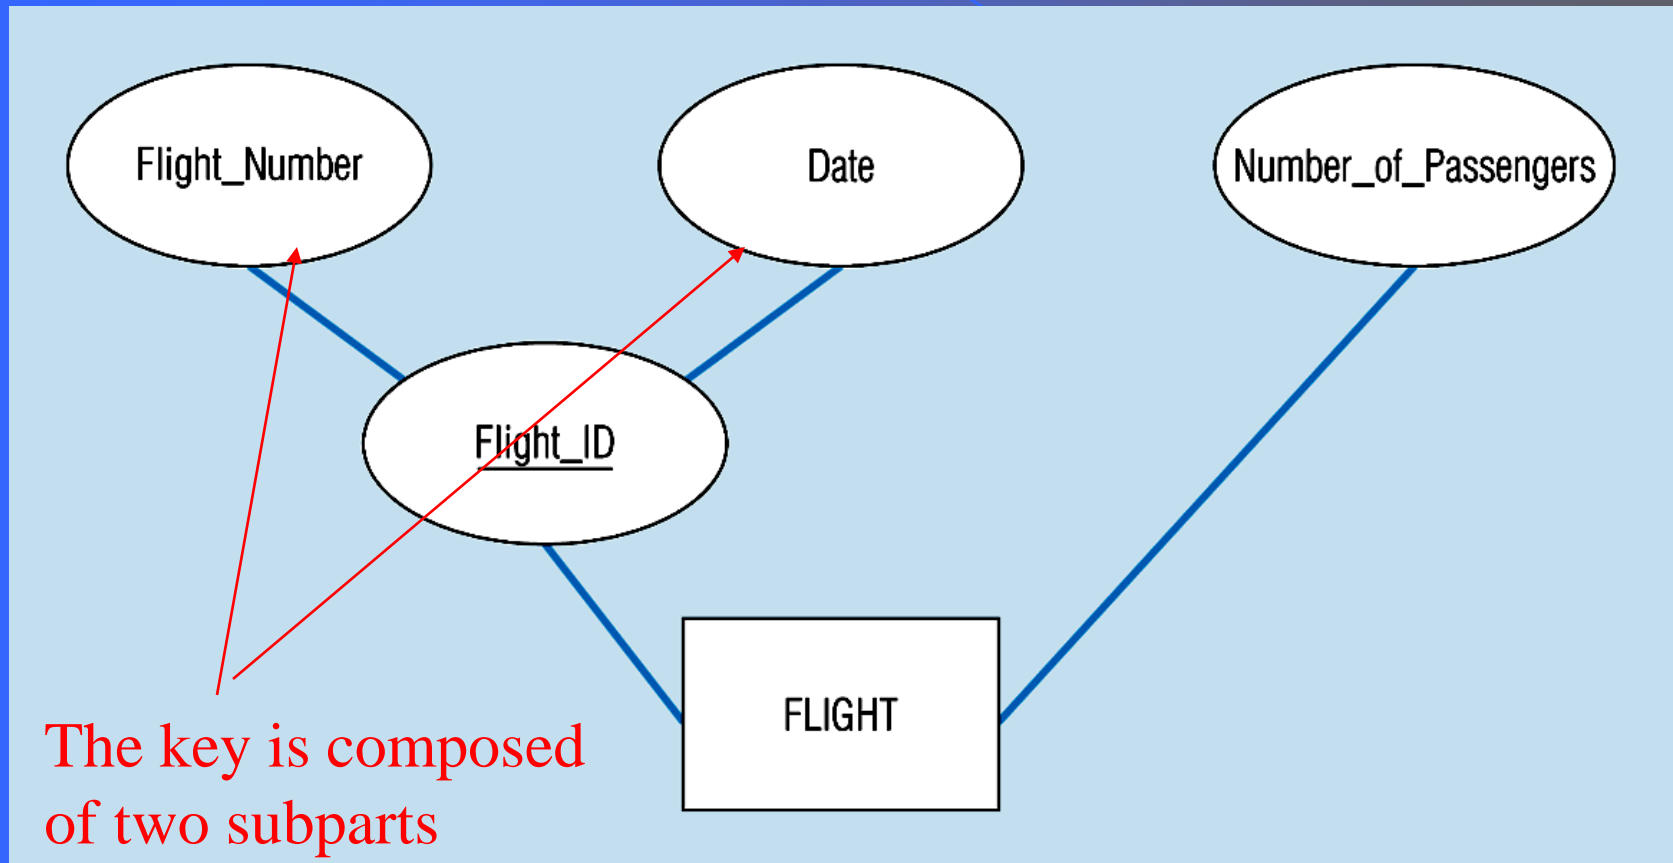 Flight_Number
Date
Number_of_Passengers
Flight_ID
FLIGHT
The key is composed
of two subparts